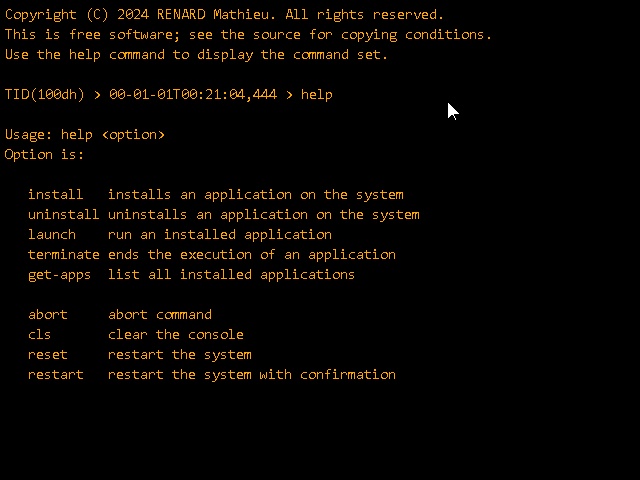 Copyright (C) 2024 RENARD Mathieu. All rights reserved.
This is free software; see the source for copying conditions.
Use the help command to display the command set.
TID(100dh) > 00-01-01T00:21:04,444 > help
Usage: help <option>
Option is:
install installs an application on the system
uninstall uninstalls an application on the system
launch run an installed application
terminate ends the execution of an application
get-apps list all installed applications
abort abort command
cls clear the console
reset restart the system
restart restart the system with confirmation